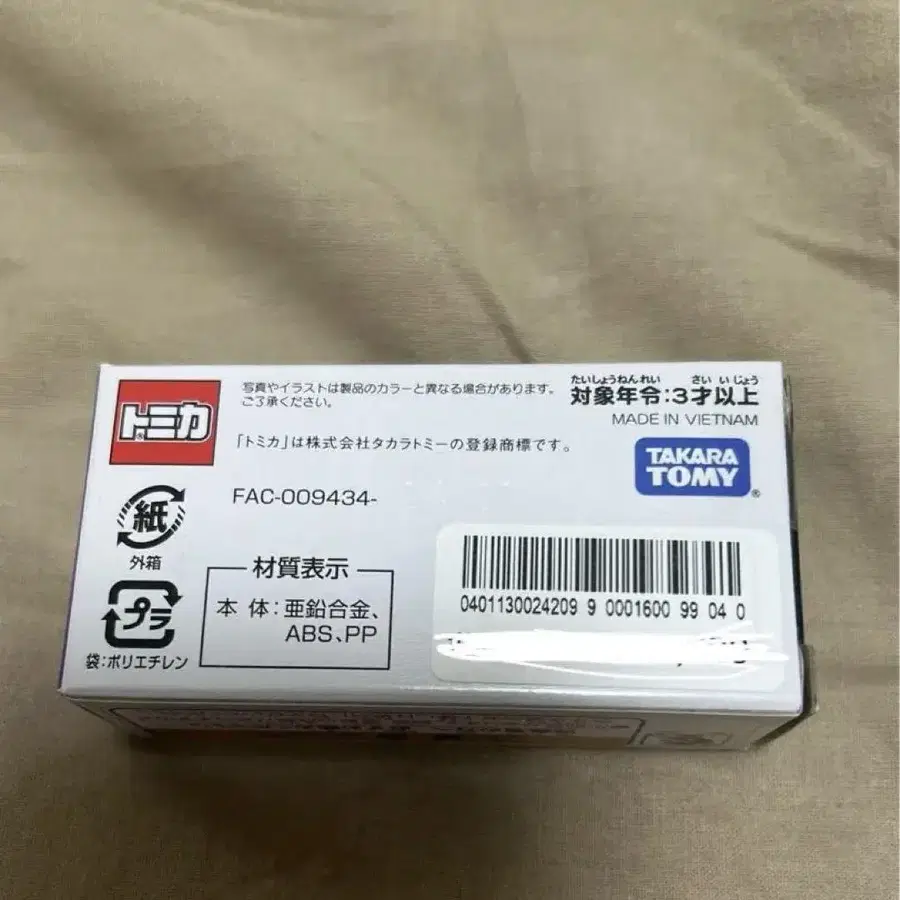 トミカ
写真やイラストは製品のカラーと異なる場合があります。
ご了承ください。
「トミカ」は株式会社タカラトミーの登録商標です。
FAC-009434-
たいしょうねんれい さい いじょう
対象年令:3才以上
MADE IN VIETNAM
TAKARA
TOMY
紙
外箱
プラ
袋:ポリエチレン
材質表示
本 体:亜鉛合金、
ABS、PP
0401130024209 9 0001600 99 04 0